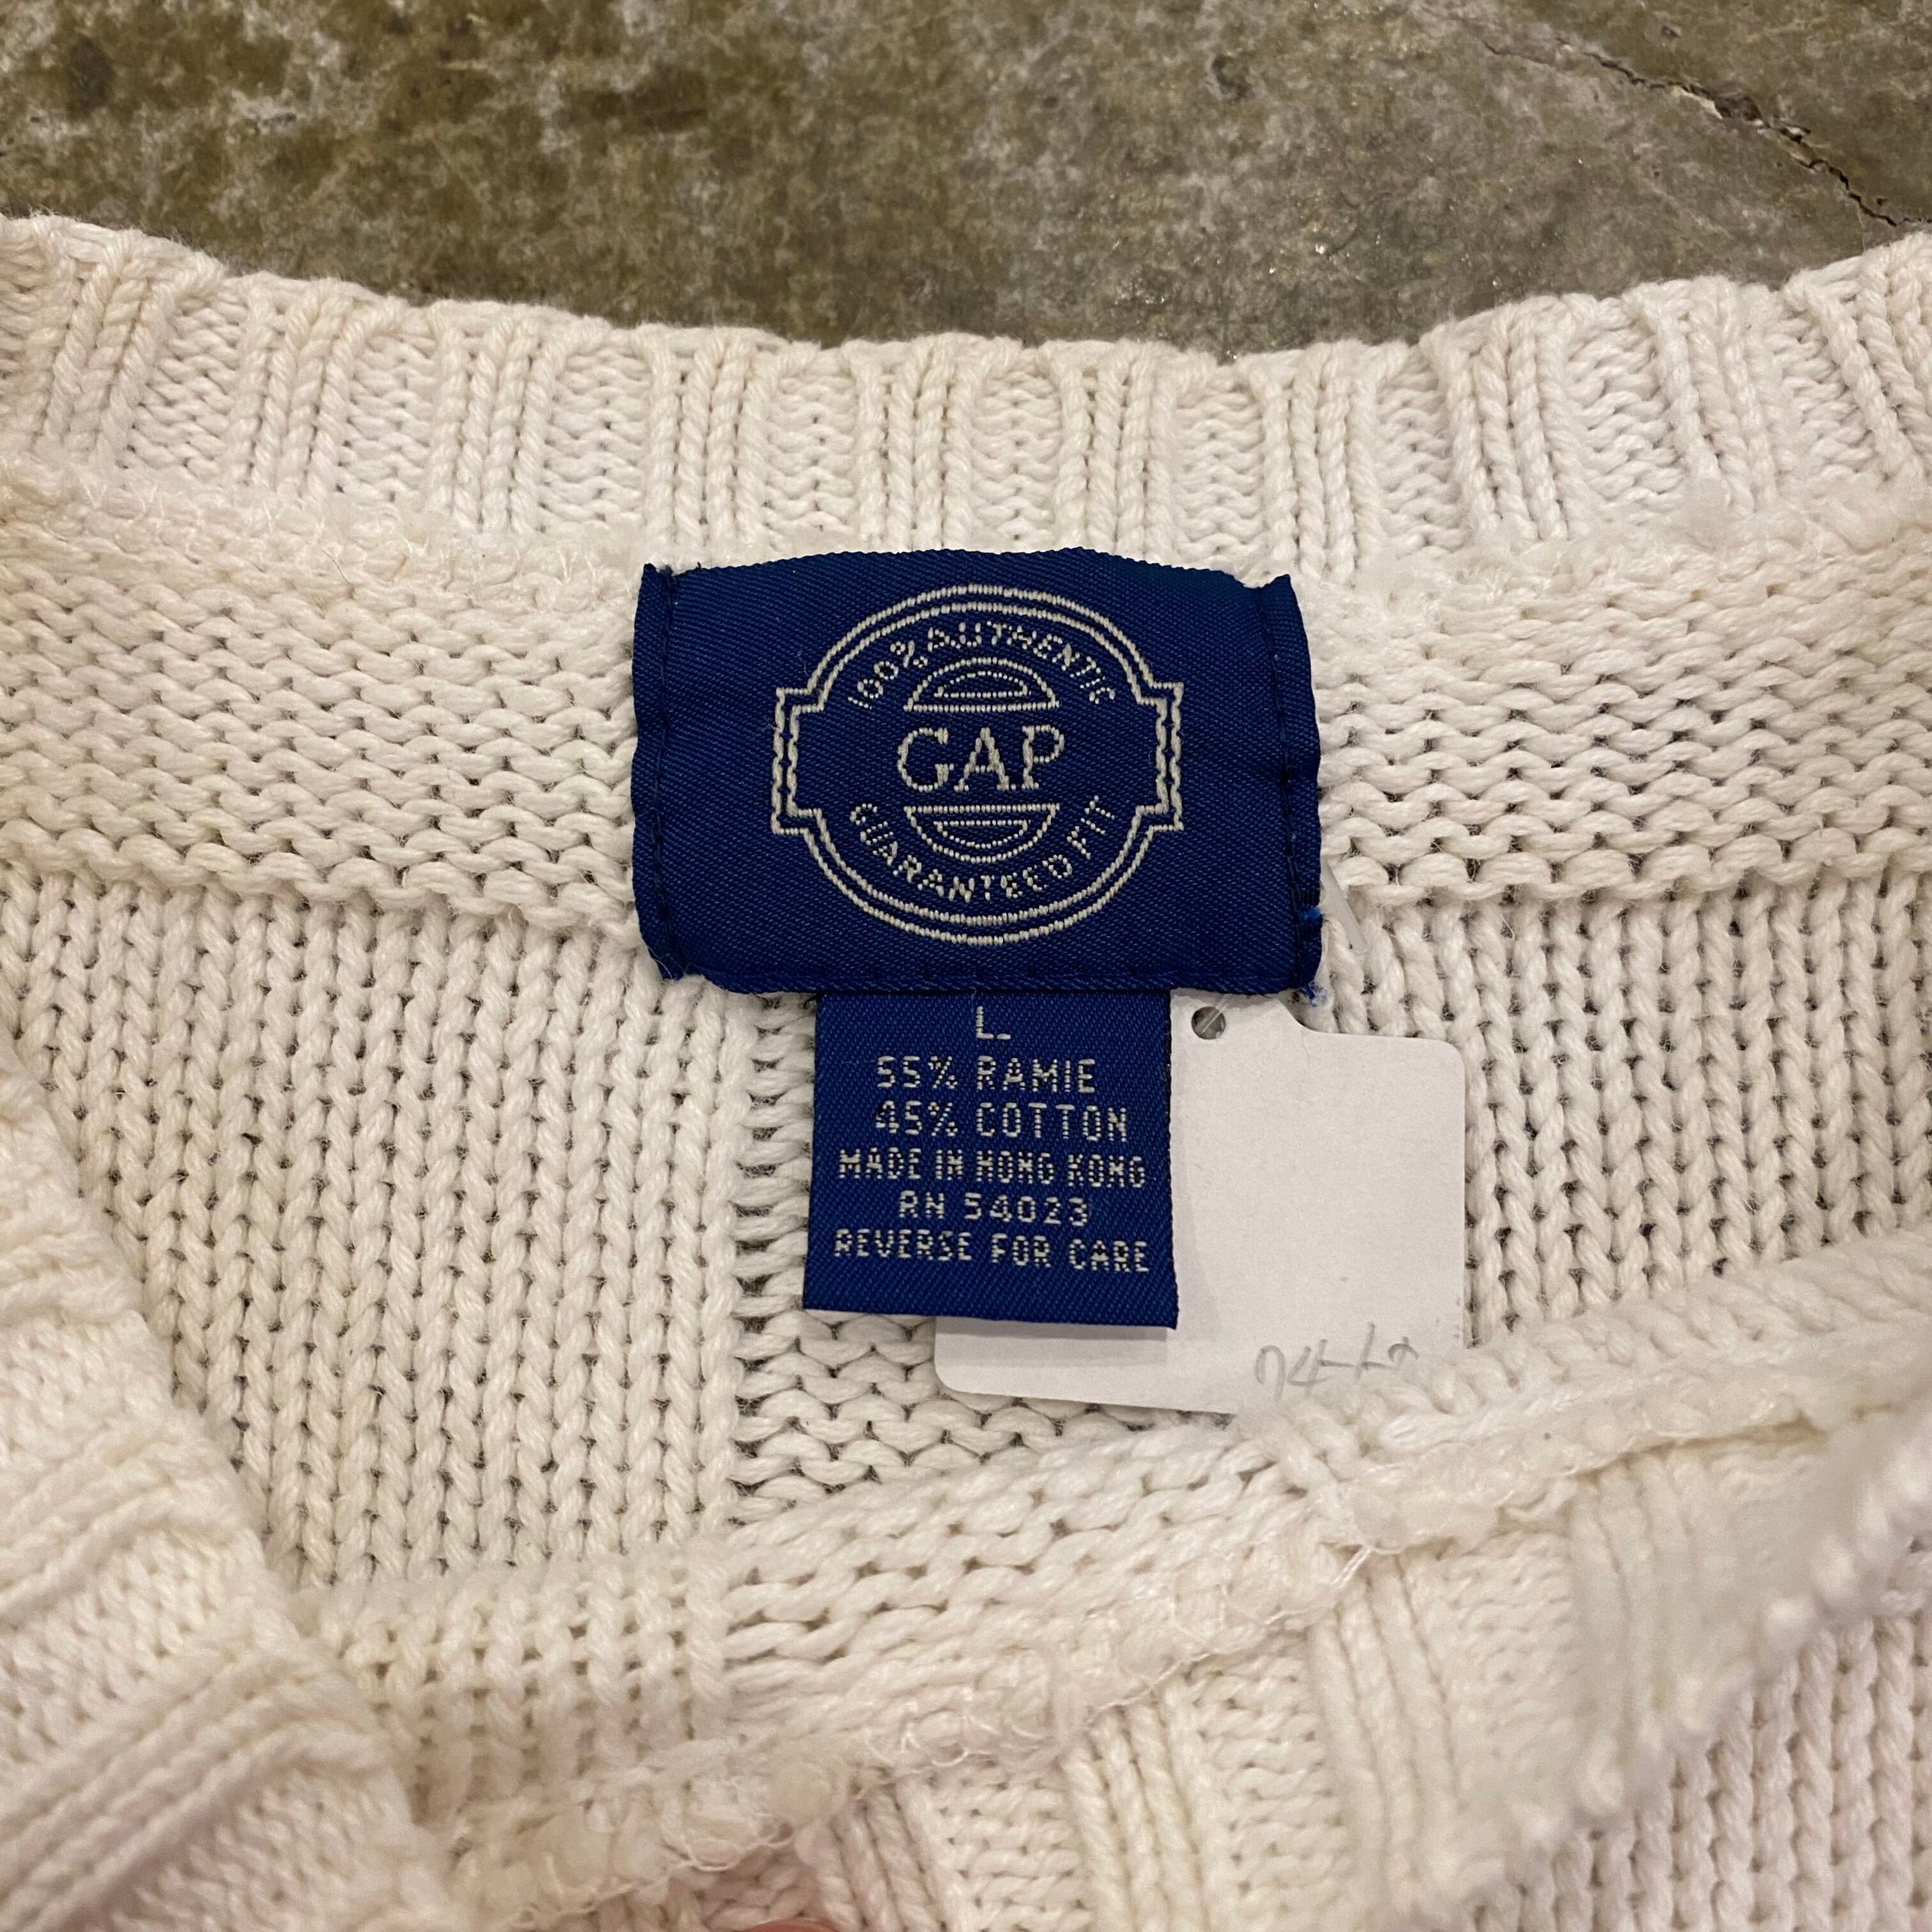 100% AUTHENTIC
GAP
GUARANTEED FIT
L
55% RAMIE
45% COTTON
MADE IN HONG KONG
RN 54023
REVERSE FOR CARE